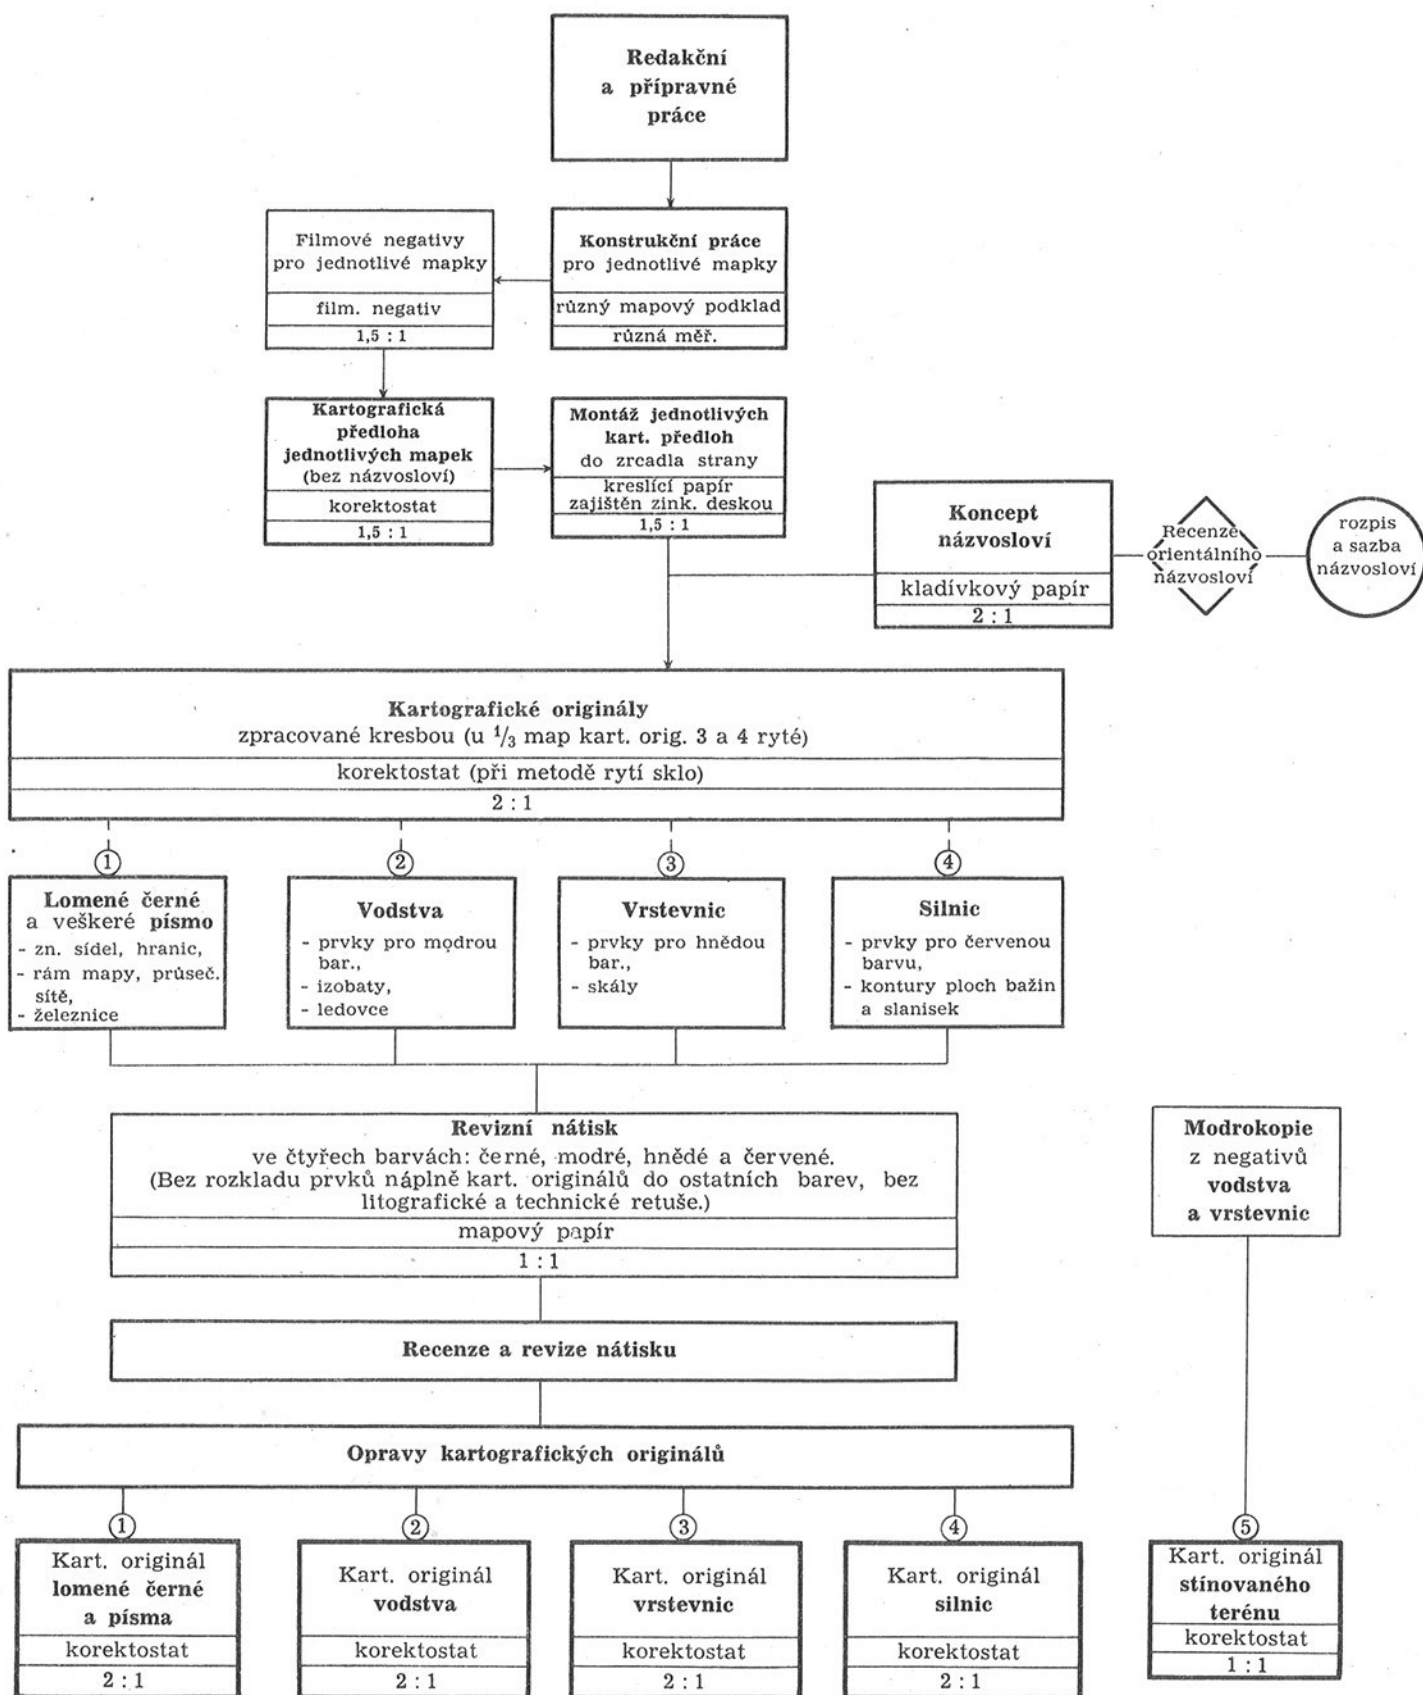 Redakční
a přípravné
práce
Filmové negativy
pro jednotlivé mapky
film. negativ
1,5 : 1
Konstrukční práce
pro jednotlivé mapky
různý mapový podklad
různá měř.
Kartografická
předloha
jednotlivých mapek
(bez názvosloví)
korektostat
1,5 : 1
Montáž jednotlivých
kart. předloh
do zrcadla strany
kreslící papír
zajištěn zink. deskou
1,5 : 1
Koncept
názvosloví
kladívkový papír
2 : 1
Recenze
orientálního
názvosloví
rozpis
a sazba
názvosloví
Kartografické originály
zpracované kresbou (u 1/3 map kart. orig. 3 a 4 ryté)
korektostat (při metodě rytí sklo)
2 : 1
1
Lomené černé
a veškeré písmo
- zn. sídel, hranic,
- rám mapy, průseč.
sítě,
- železnice
2
Vodstva
- prvky pro modrou
bar.,
- izobaty,
- ledovce
3
Vrstevnic
- prvky pro hnědou
bar.,
- skály
4
Silnic
- prvky pro červenou
barvu,
- kontury ploch bažin
a slanisek
Revizní nátisk
ve čtyřech barvách: černé, modré, hnědé a červené.
(Bez rozkladu prvků náplně kart. originálů do ostatních barev, bez
litografické a technické retuše.)
mapový papír
1 : 1
Modrokopie
z negativů
vodstva
a vrstevnic
Recenze a revize nátisku
Opravy kartografických originálů
1
Kart. originál
lomené černé
a písma
korektostat
2 : 1
2
Kart. originál
vodstva
korektostat
2 : 1
3
Kart. originál
vrstevnic
korektostat
2 : 1
4
Kart. originál
silnic
korektostat
2 : 1
5
Kart. originál
stínovaného
terénu
korektostat
1 : 1